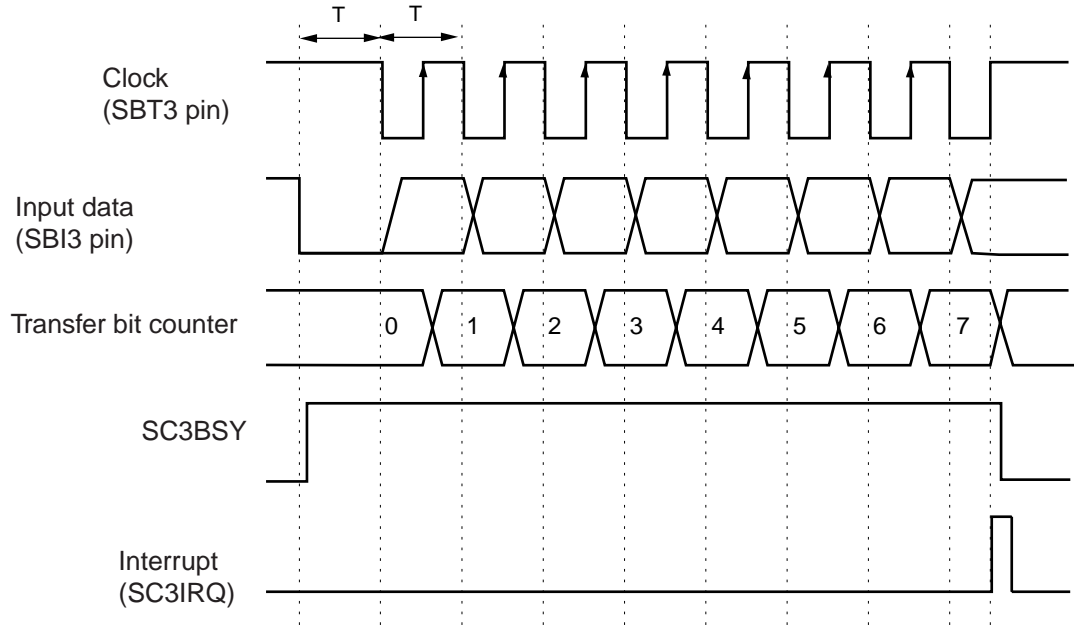 T
T
Clock
(SBT3 pin)
Input data
(SBI3 pin)
Transfer bit counter
0 1 2 3 4 5 6 7
SC3BSY
Interrupt
(SC3IRQ)